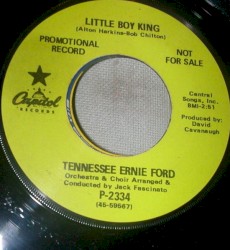 LITTLE BOY KING
(Alton Harkins-Bob Chilton)
PROMOTIONAL
RECORD
NOT
FOR SALE
Capitol
RECORDS
Central
Songs, Inc.
BMI-2:51
Produced by
David
Cavanaugh
TENNESSEE ERNIE FORD
Orchestra & Choir Arranged &
Conducted by Jack Fascinato
P-2334
(45-59567)